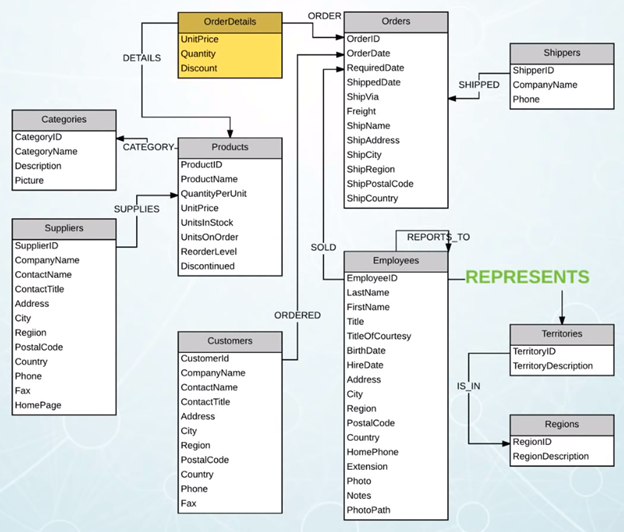 OrderDetails
UnitPrice
Quantity
Discount
ORDER
Orders
OrderID
OrderDate
RequiredDate
ShippedDate
ShipVia
Freight
ShipName
ShipAddress
ShipCity
ShipRegion
ShipPostalCode
ShipCountry
Shippers
ShipperID
CompanyName
Phone
SHIPPED
DETAILS
Categories
CategoryID
CategoryName
Description
Picture
CATEGORY
Products
ProductID
ProductName
QuantityPerUnit
UnitPrice
UnitsInStock
UnitsOnOrder
ReorderLevel
Discontinued
SUPPLIES
Suppliers
SupplierID
CompanyName
ContactName
ContactTitle
Address
City
Regiion
PostalCode
Country
Phone
Fax
HomePage
SOLD
ORDERED
Customers
CustomerId
CompanyName
ContactName
ContactTitle
Address
City
Region
PostalCode
Country
Phone
Fax
REPORTS_TO
Employees
EmployeeID
LastName
FirstName
Title
TitleOfCourtesy
BirthDate
HireDate
Address
City
Region
PostalCode
Country
HomePhone
Extension
Photo
Notes
PhotoPath
REPRESENTS
Territories
TerritoryID
TerritoryDescription
IS_IN
Regions
RegionID
RegionDescription